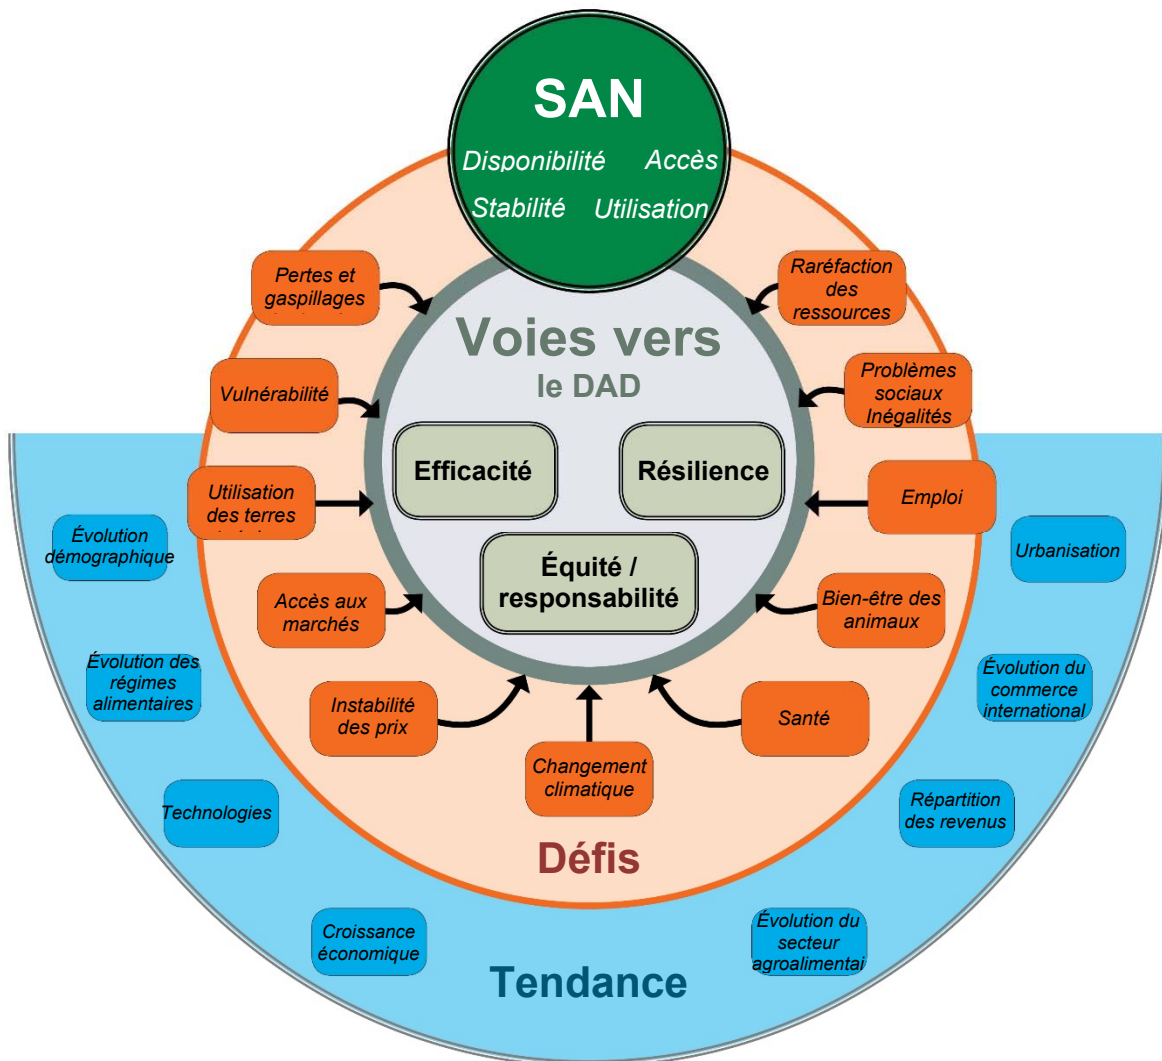 SAN
Disponibilité Accès
Stabilité Utilisation
Pertes et
gaspillages
Raréfaction
des
ressources
Voies vers
le DAD
Vulnérabilité
Problèmes
sociaux
Inégalités
Efficacité
Résilience
Utilisation
des terres
Emploi
Évolution
démographique
Urbanisation
Équité /
responsabilité
Accès aux
marchés
Bien-être des
animaux
Évolution des
régimes
alimentaires
Évolution du
commerce
international
Instabilité
des prix
Santé
Changement
climatique
Technologies
Répartition
des revenus
Défis
Croissance
économique
Évolution du
secteur
agroalimentai
Tendance